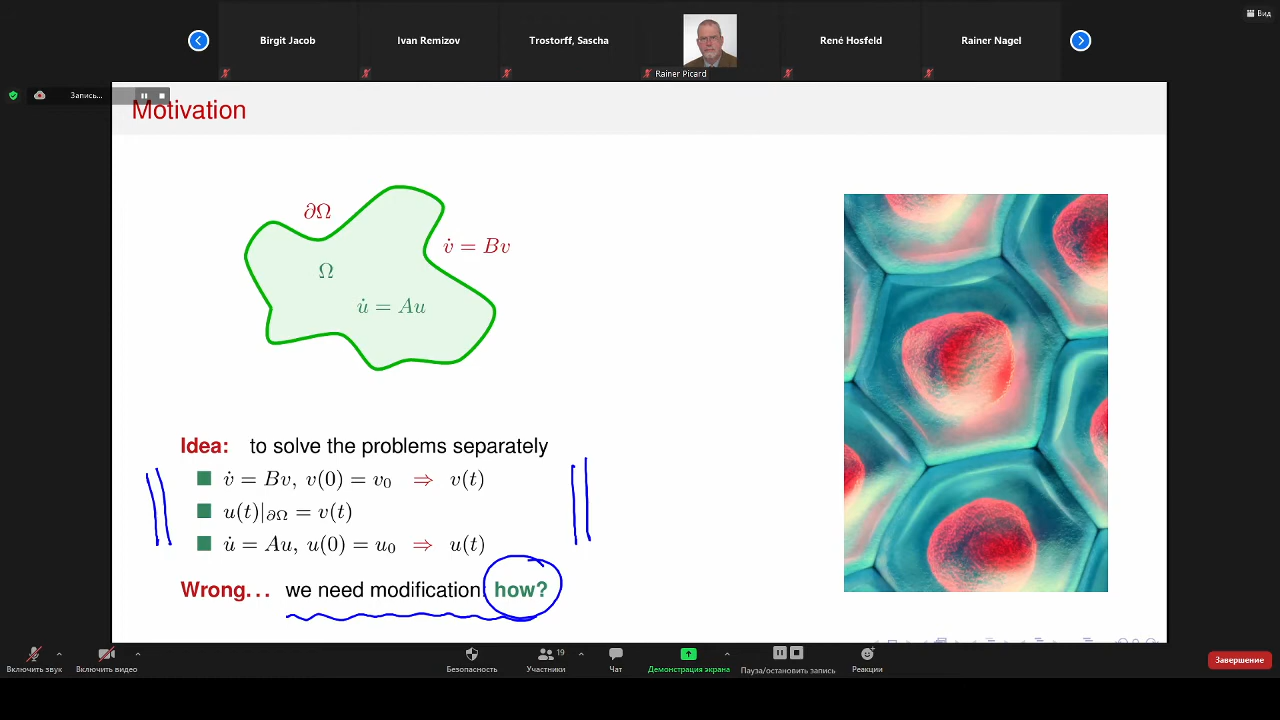 Вид
Birgit Jacob
Ivan Remizov
Trostorff, Sascha
Rainer Picard
René Hosfeld
Rainer Nagel
Запись...
Motivation
∂Ω
v̇ = Bv
Ω
u̇ = Au
Idea: to solve the problems separately
v̇ = Bv, v(0) = v₀ ⇒ v(t)
u(t)|∂Ω = v(t)
u̇ = Au, u(0) = u₀ ⇒ u(t)
Wrong... we need modification how?
Включить звук
Включить видео
Безопасность
Участники 19
Чат
Демонстрация экрана
Пауза/остановить запись
Реакции
Завершение